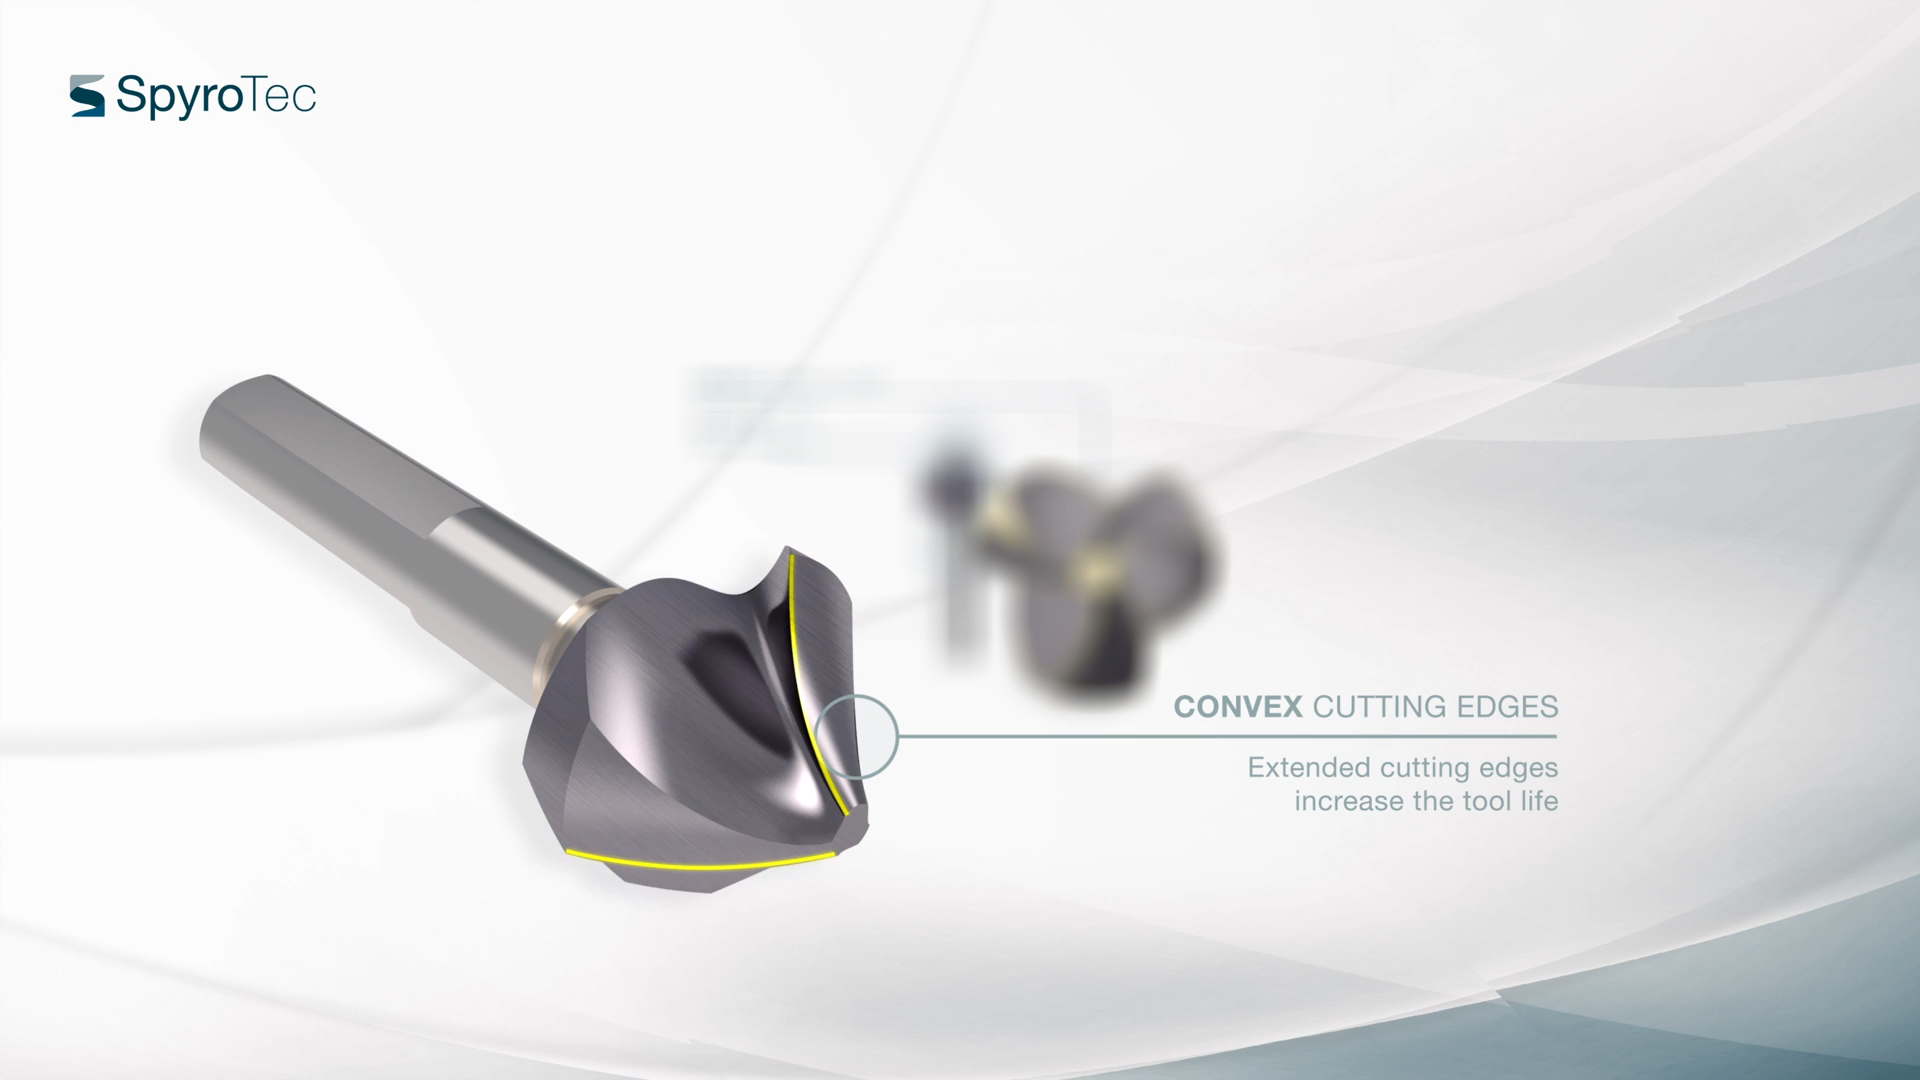 SpyroTec
CONVEX CUTTING EDGES
Extended cutting edges
increase the tool life